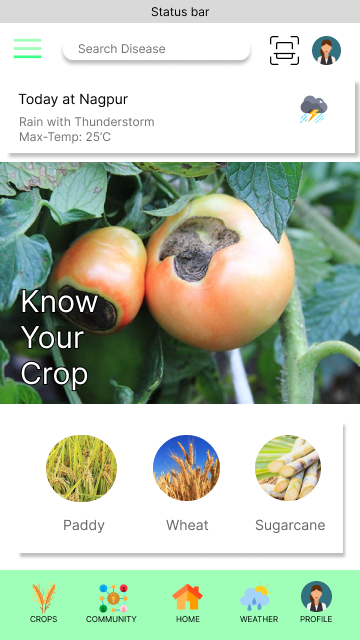 Status bar
Search Disease
Today at Nagpur
Rain with Thunderstorm
Max-Temp: 25°C
Know
Your
Crop
Paddy
Wheat
Sugarcane
CROPS
COMMUNITY
HOME
WEATHER
PROFILE